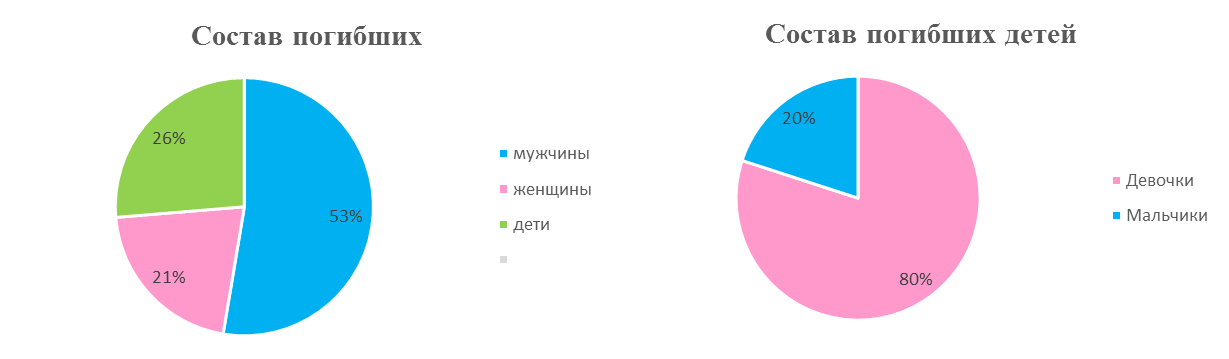 Состав погибших
26%
53%
21%
мужчины
женщины
дети
Состав погибших детей
20%
80%
Девочки
Мальчики